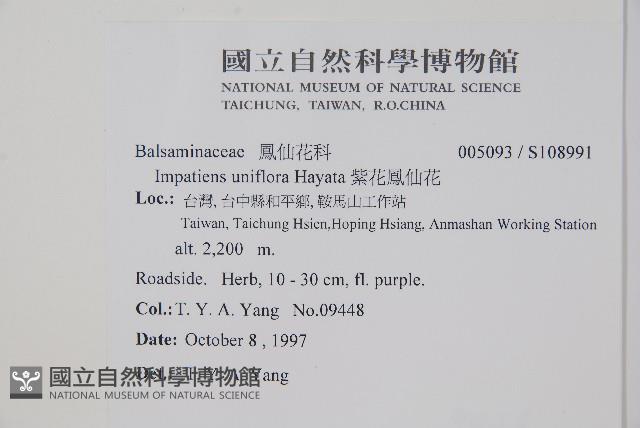 國立自然科學博物館
NATIONAL MUSEUM OF NATURAL SCIENCE
TAICHUNG, TAIWAN, R.O.CHINA
Balsaminaceae 鳳仙花科 005093 / S108991
Impatiens uniflora Hayata 紫花鳳仙花
Loc.: 台灣, 台中縣和平鄉, 鞍馬山工作站
Taiwan, Taichung Hsien,Hoping Hsiang, Anmashan Working Station
alt. 2,200 m.
Roadside. Herb, 10 - 30 cm, fl. purple.
Col.: T. Y. A. Yang No.09448
Date: October 8 , 1997
Yang
國立自然科學博物館
NATIONAL MUSEUM OF NATURAL SCIENCE